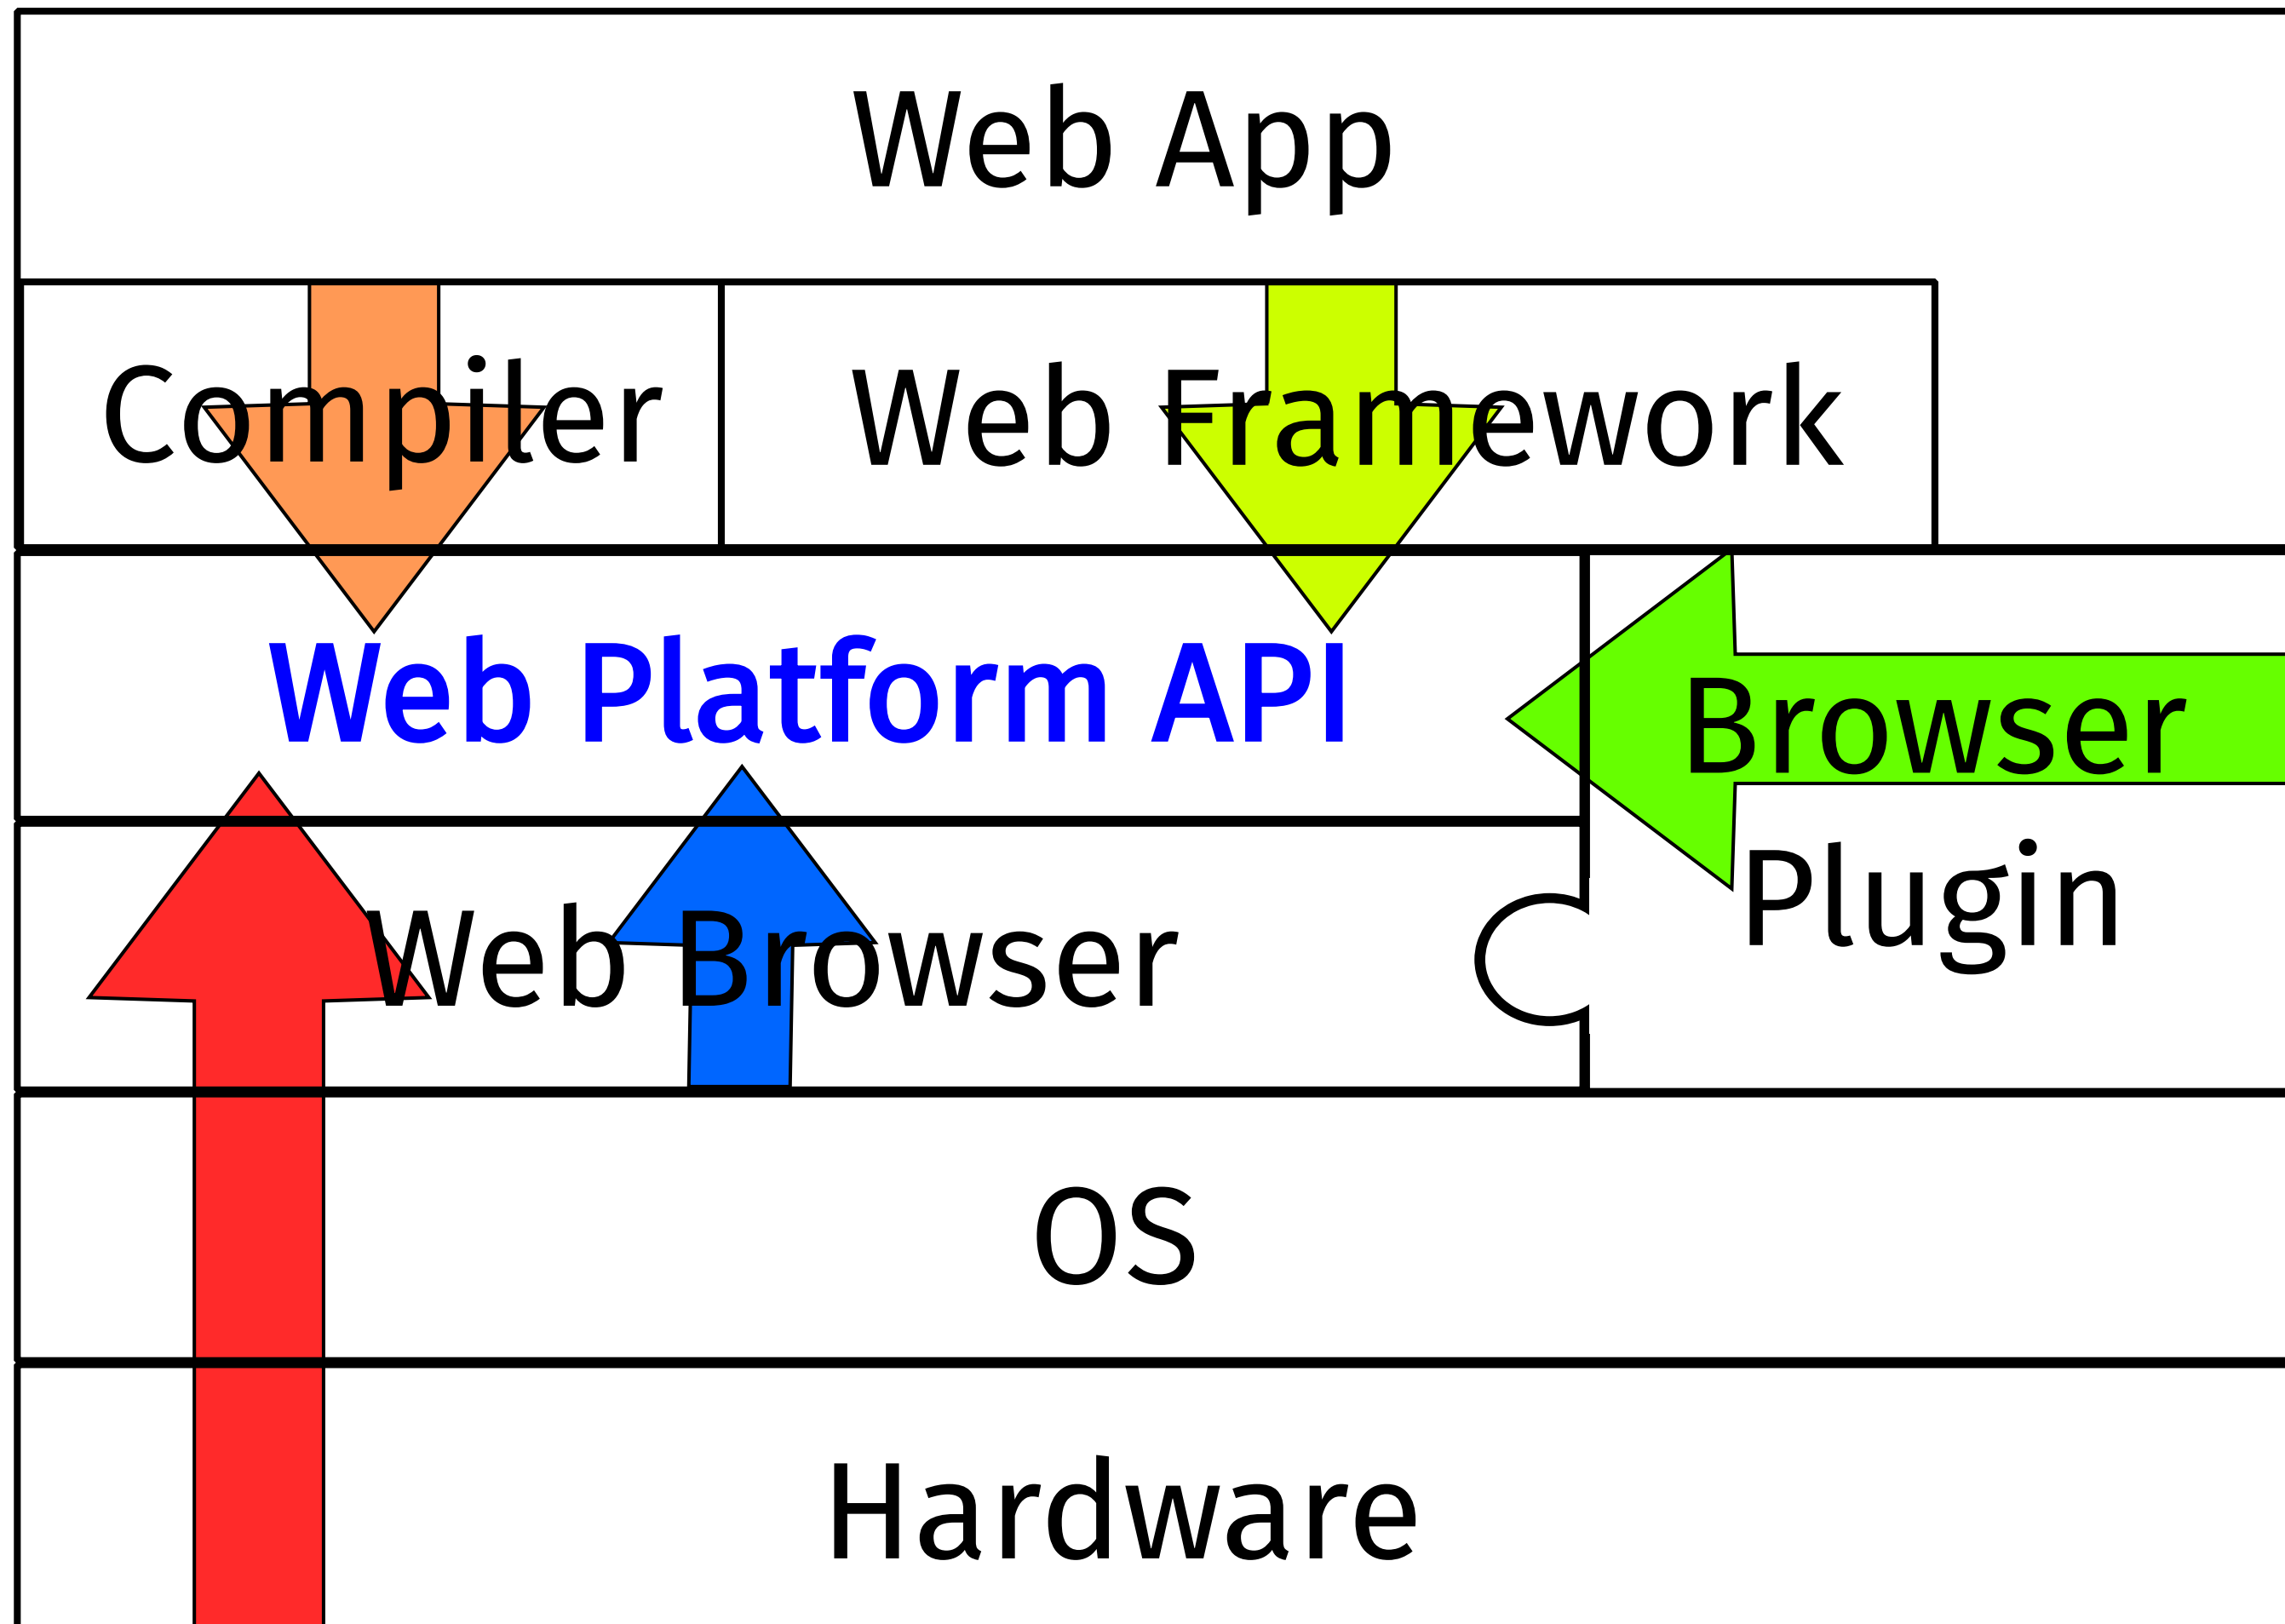 Web App
Compiler
Web Framework
Web Platform API
Browser
Plugin
Web Browser
OS
Hardware